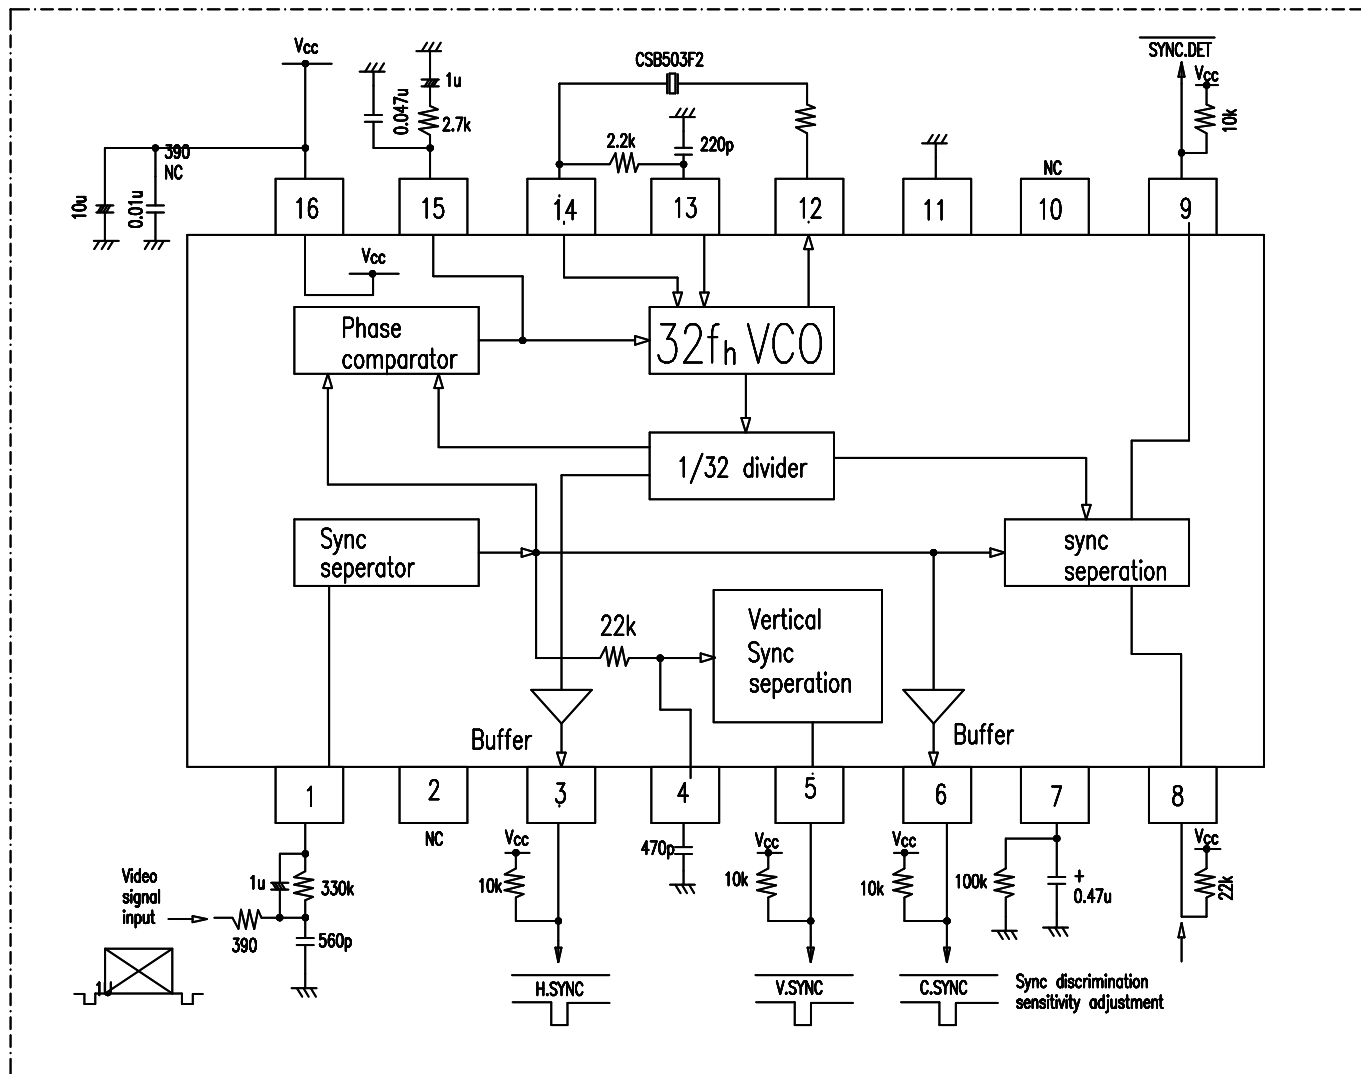 Vcc
CSB503F2
SYNC.DET
Vcc
1u
0.047u
2.7k
10k
2.2k
220p
390
NC
NC
10u
0.01u
16
15
14
13
12
11
10
9
Vcc
Phase
comparator
32fh VCO
1/32 divider
Sync
seperator
sync
seperation
22k
Vertical
Sync
seperation
Buffer
Buffer
1
2
3
4
5
6
7
8
NC
Vcc
470p
Vcc
Vcc
Vcc
Video
signal
input
1u
330k
10k
10k
10k
100k
+
0.47u
22k
390
560p
H.SYNC
V.SYNC
C.SYNC
Sync discrimination
sensitivity adjustment